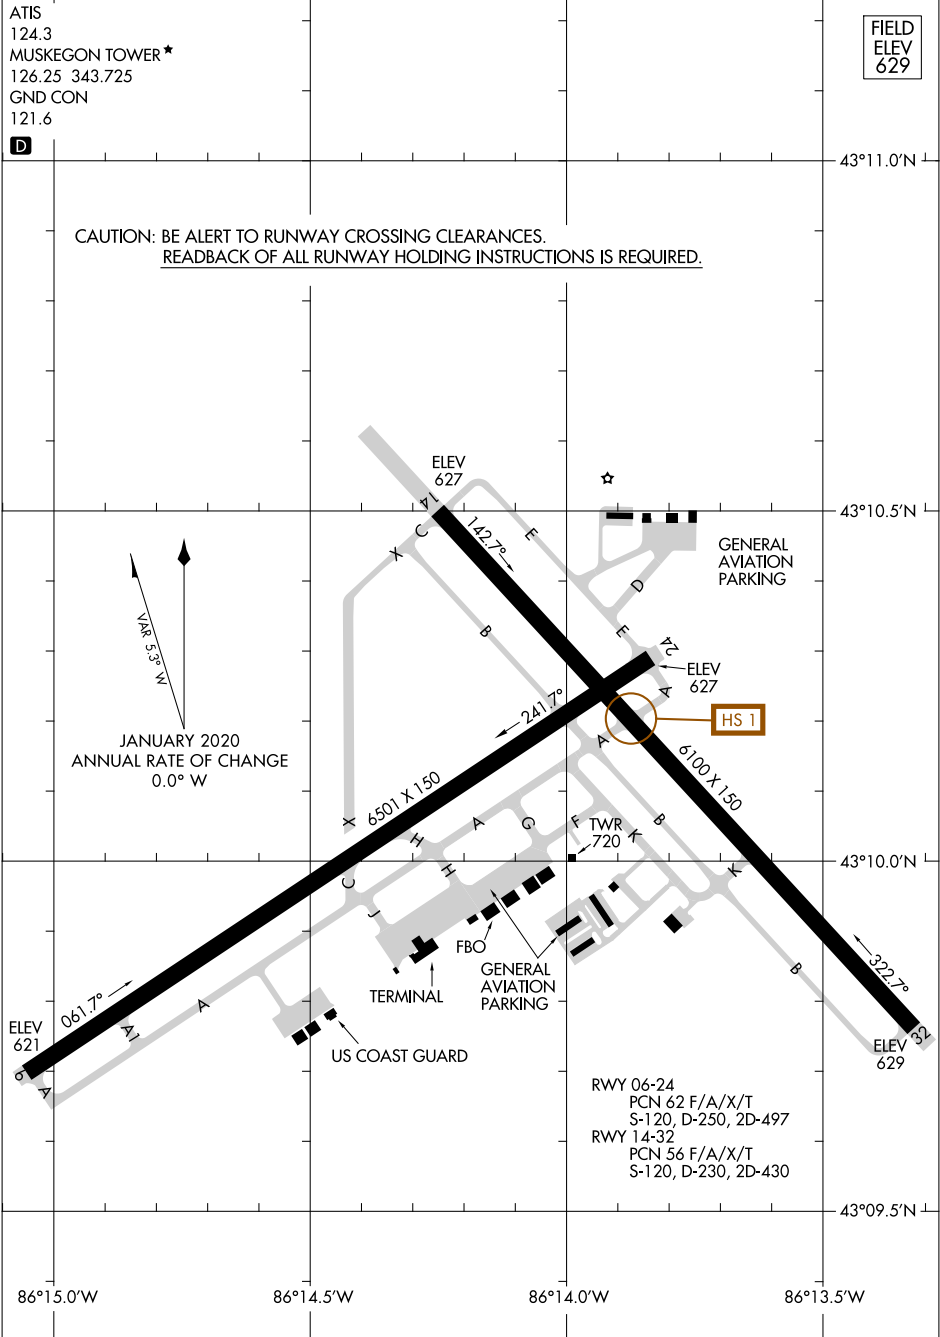 ATIS
124.3
MUSKEGON TOWER★
126.25 343.725
GND CON
121.6
D
FIELD
ELEV
629
43°11.0'N
CAUTION: BE ALERT TO RUNWAY CROSSING CLEARANCES.
READBACK OF ALL RUNWAY HOLDING INSTRUCTIONS IS REQUIRED.
ELEV
627
14
43°10.5'N
C
X
142.7°
E
GENERAL
AVIATION
PARKING
D
VAR 5.3° W
B
E
24
ELEV
627
A
241.7°
HS 1
JANUARY 2020
ANNUAL RATE OF CHANGE
0.0° W
A
6100 X 150
6501 X 150
X
H
A
G
F
K
B
TWR
720
43°10.0'N
C
H
K
J
FBO
TERMINAL
GENERAL
AVIATION
PARKING
B
322.7°
061.7°
A
A1
ELEV
621
US COAST GUARD
32
ELEV
629
6
A
RWY 06-24
PCN 62 F/A/X/T
S-120, D-250, 2D-497
RWY 14-32
PCN 56 F/A/X/T
S-120, D-230, 2D-430
43°09.5'N
86°15.0'W
86°14.5'W
86°14.0'W
86°13.5'W